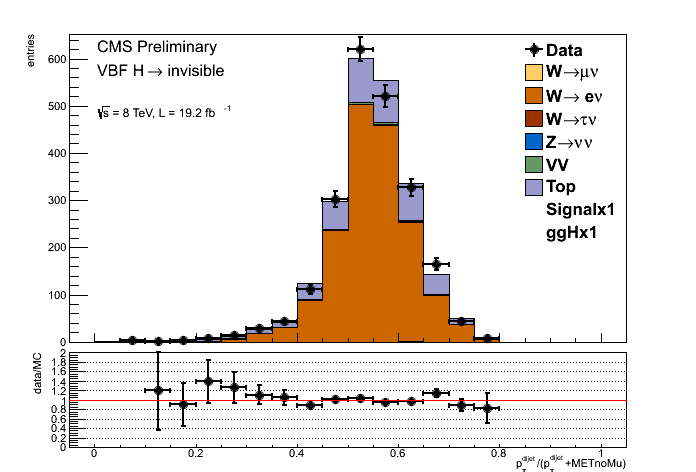 entries
CMS Preliminary
VBF H → invisible
√s = 8 TeV, L = 19.2 fb⁻¹
Data
W→μν
W→ eν
W→τν
Z→νν
VV
Top
Signalx1
ggHx1
600
500
400
300
200
100
0
data/MC
2
1.8
1.6
1.4
1.2
1
0.8
0.6
0.4
0.2
0
0 0.2 0.4 0.6 0.8 1
p_T^dijet/(p_T^dijet+METnoMu)